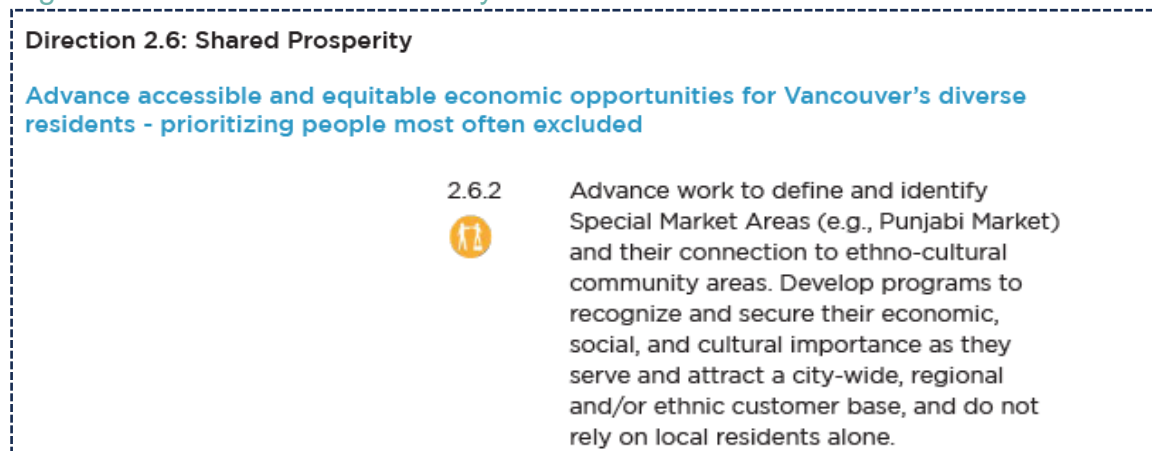 Direction 2.6: Shared Prosperity
Advance accessible and equitable economic opportunities for Vancouver's diverse
residents - prioritizing people most often excluded
2.6.2
Advance work to define and identify
Special Market Areas (e.g., Punjabi Market)
and their connection to ethno-cultural
community areas. Develop programs to
recognize and secure their economic,
social, and cultural importance as they
serve and attract a city-wide, regional
and/or ethnic customer base, and do not
rely on local residents alone.